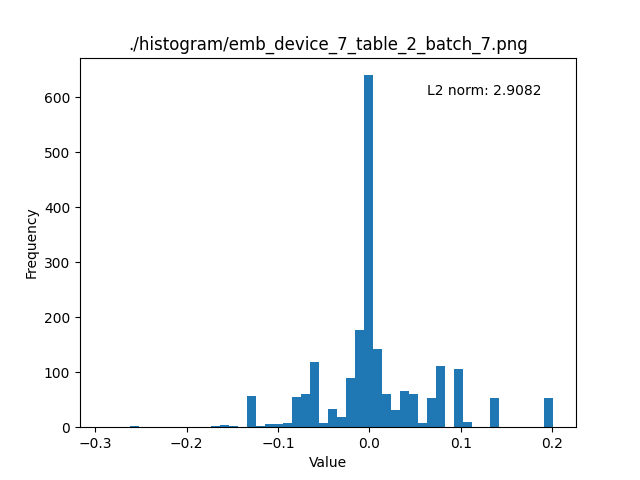 ./histogram/emb_device_7_table_2_batch_7.png
L2 norm: 2.9082
600
500
400
300
200
100
0
Frequency
−0.3 −0.2 −0.1 0.0 0.1 0.2
Value